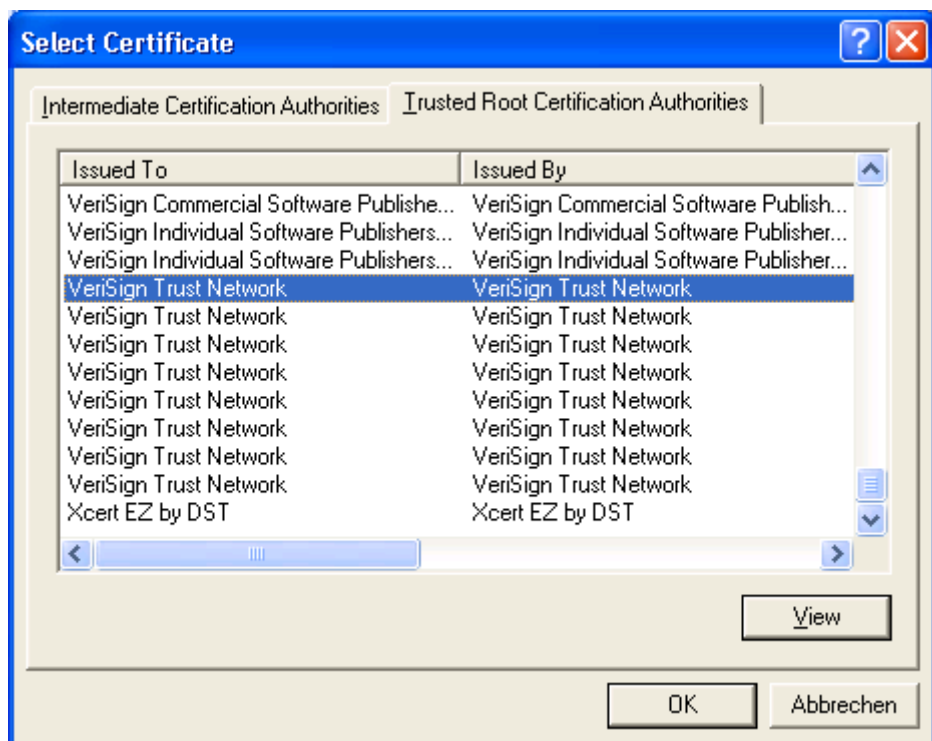 Select Certificate
Intermediate Certification Authorities Trusted Root Certification Authorities
Issued To Issued By
VeriSign Commercial Software Publishe... VeriSign Commercial Software Publish...
VeriSign Individual Software Publishers... VeriSign Individual Software Publisher...
VeriSign Individual Software Publishers... VeriSign Individual Software Publisher...
VeriSign Trust Network VeriSign Trust Network
VeriSign Trust Network VeriSign Trust Network
VeriSign Trust Network VeriSign Trust Network
VeriSign Trust Network VeriSign Trust Network
VeriSign Trust Network VeriSign Trust Network
VeriSign Trust Network VeriSign Trust Network
VeriSign Trust Network VeriSign Trust Network
VeriSign Trust Network VeriSign Trust Network
Xcert EZ by DST Xcert EZ by DST
View
OK Abbrechen